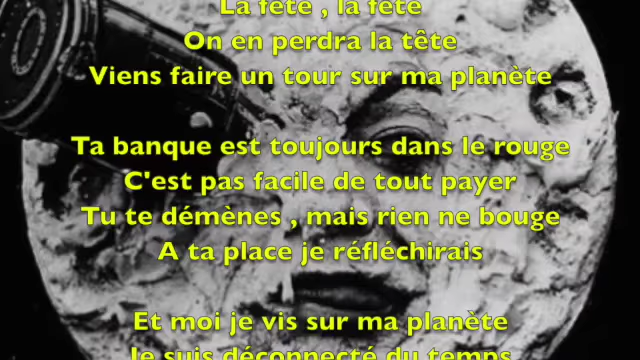 La fête , la fête
On en perdra la tête
Viens faire un tour sur ma planète
Ta banque est toujours dans le rouge
C'est pas facile de tout payer
Tu te démènes , mais rien ne bouge
A ta place je réfléchirais
Et moi je vis sur ma planète
Je suis déconnecté du temps